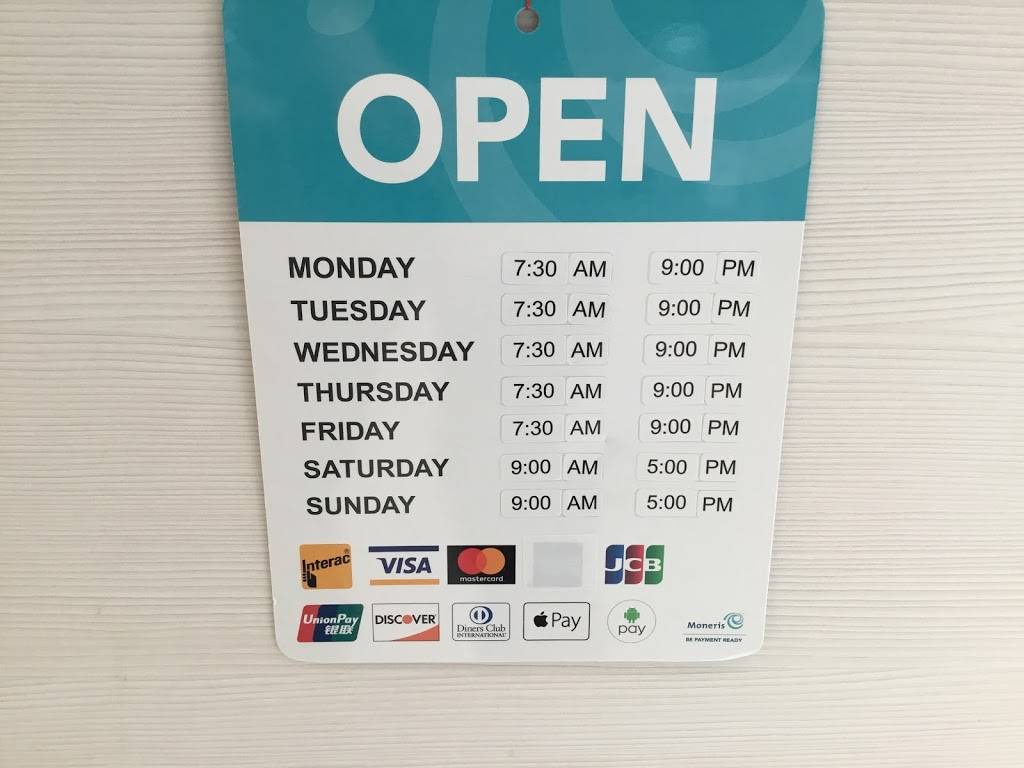 OPEN
MONDAY 7:30 AM 9:00 PM
TUESDAY 7:30 AM 9:00 PM
WEDNESDAY 7:30 AM 9:00 PM
THURSDAY 7:30 AM 9:00 PM
FRIDAY 7:30 AM 9:00 PM
SATURDAY 9:00 AM 5:00 PM
SUNDAY 9:00 AM 5:00 PM
Interac® VISA mastercard JCB
UnionPay 银联 DISCOVER Diners Club INTERNATIONAL Pay pay Moneris
BE PAYMENT READY